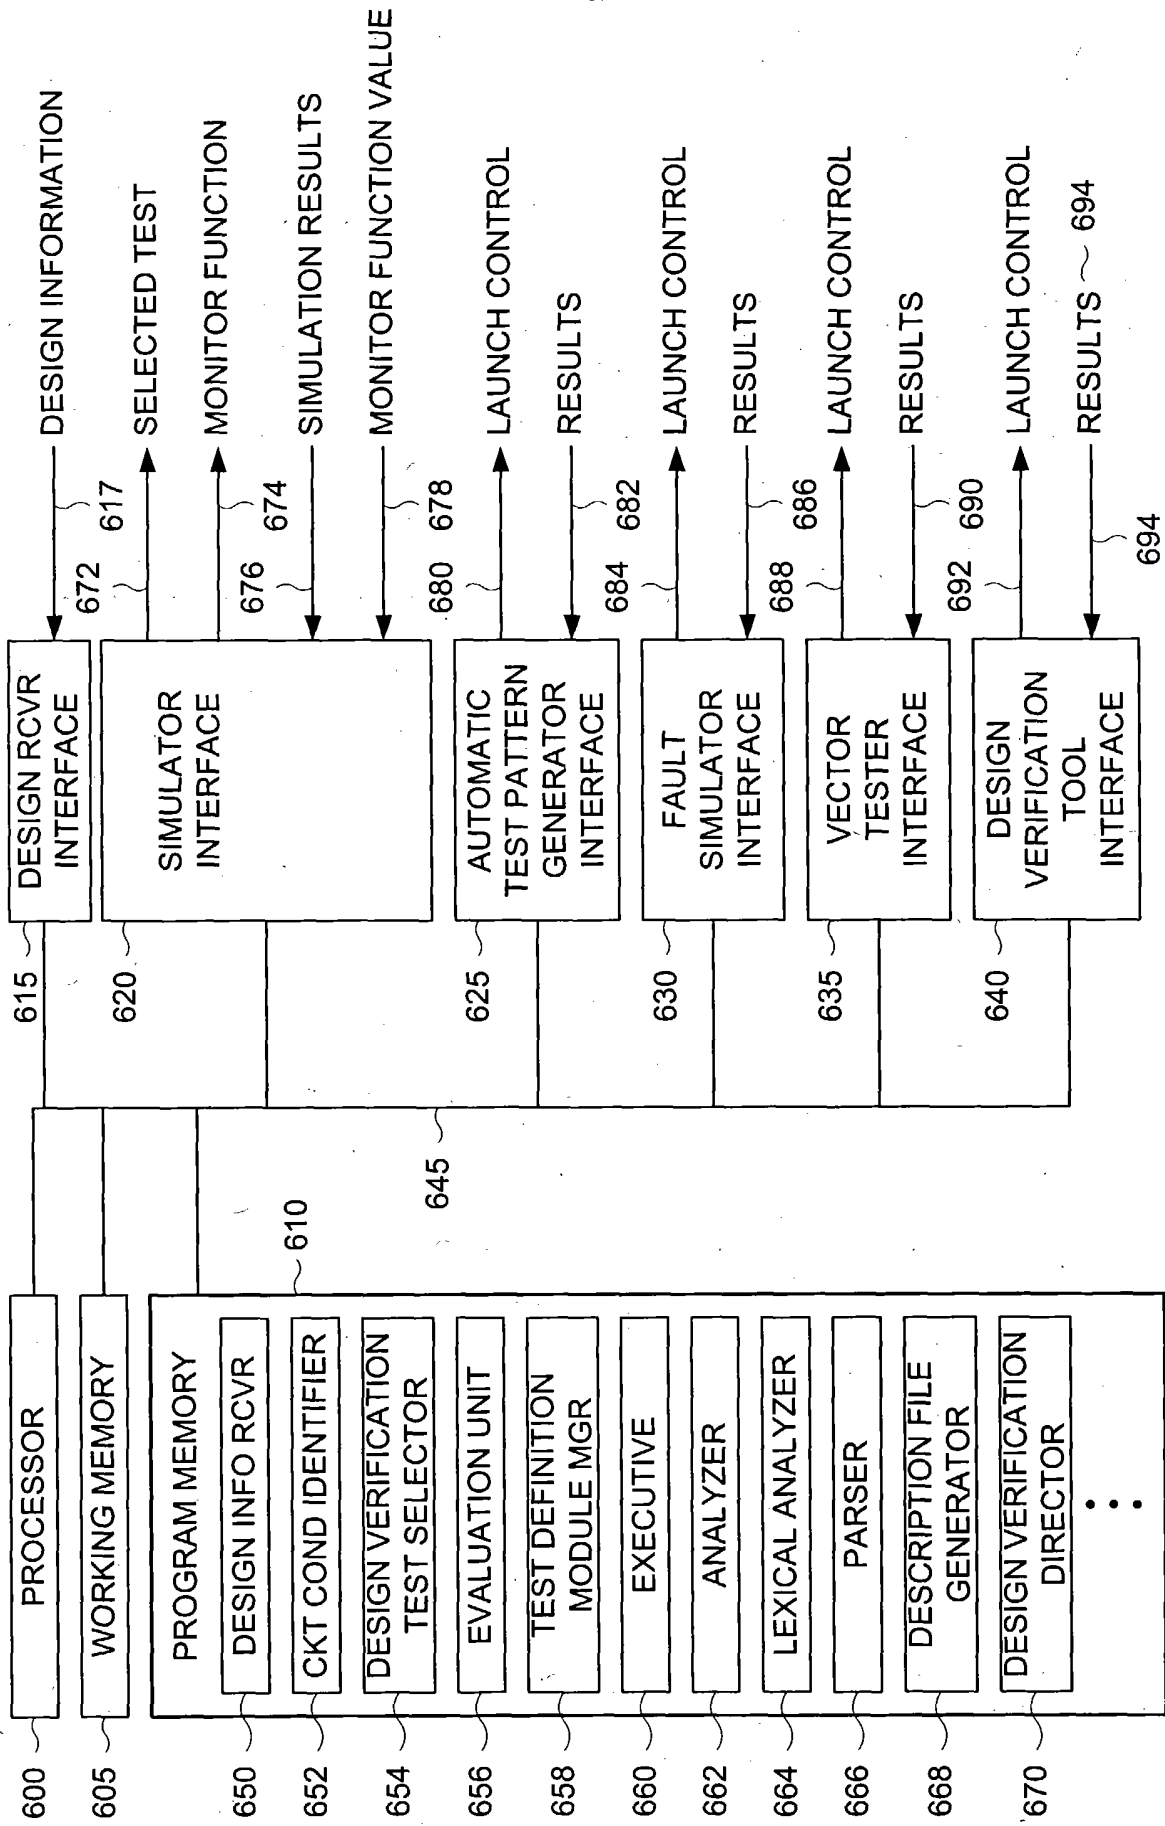 600
PROCESSOR
605
WORKING MEMORY
610
PROGRAM MEMORY
650
DESIGN INFO RCVR
652
CKT COND IDENTIFIER
654
DESIGN VERIFICATION
TEST SELECTOR
656
EVALUATION UNIT
658
TEST DEFINITION
MODULE MGR
660
EXECUTIVE
662
ANALYZER
664
LEXICAL ANALYZER
666
PARSER
668
DESCRIPTION FILE
GENERATOR
670
DESIGN VERIFICATION
DIRECTOR
645
615
DESIGN RCVR
INTERFACE
617
DESIGN INFORMATION
620
SIMULATOR
INTERFACE
672
SELECTED TEST
674
MONITOR FUNCTION
676
SIMULATION RESULTS
678
MONITOR FUNCTION VALUE
625
AUTOMATIC
TEST PATTERN
GENERATOR
INTERFACE
680
LAUNCH CONTROL
682
RESULTS
630
FAULT
SIMULATOR
INTERFACE
684
LAUNCH CONTROL
686
RESULTS
635
VECTOR
TESTER
INTERFACE
688
LAUNCH CONTROL
690
RESULTS
640
DESIGN
VERIFICATION
TOOL
INTERFACE
692
LAUNCH CONTROL
694
RESULTS 694